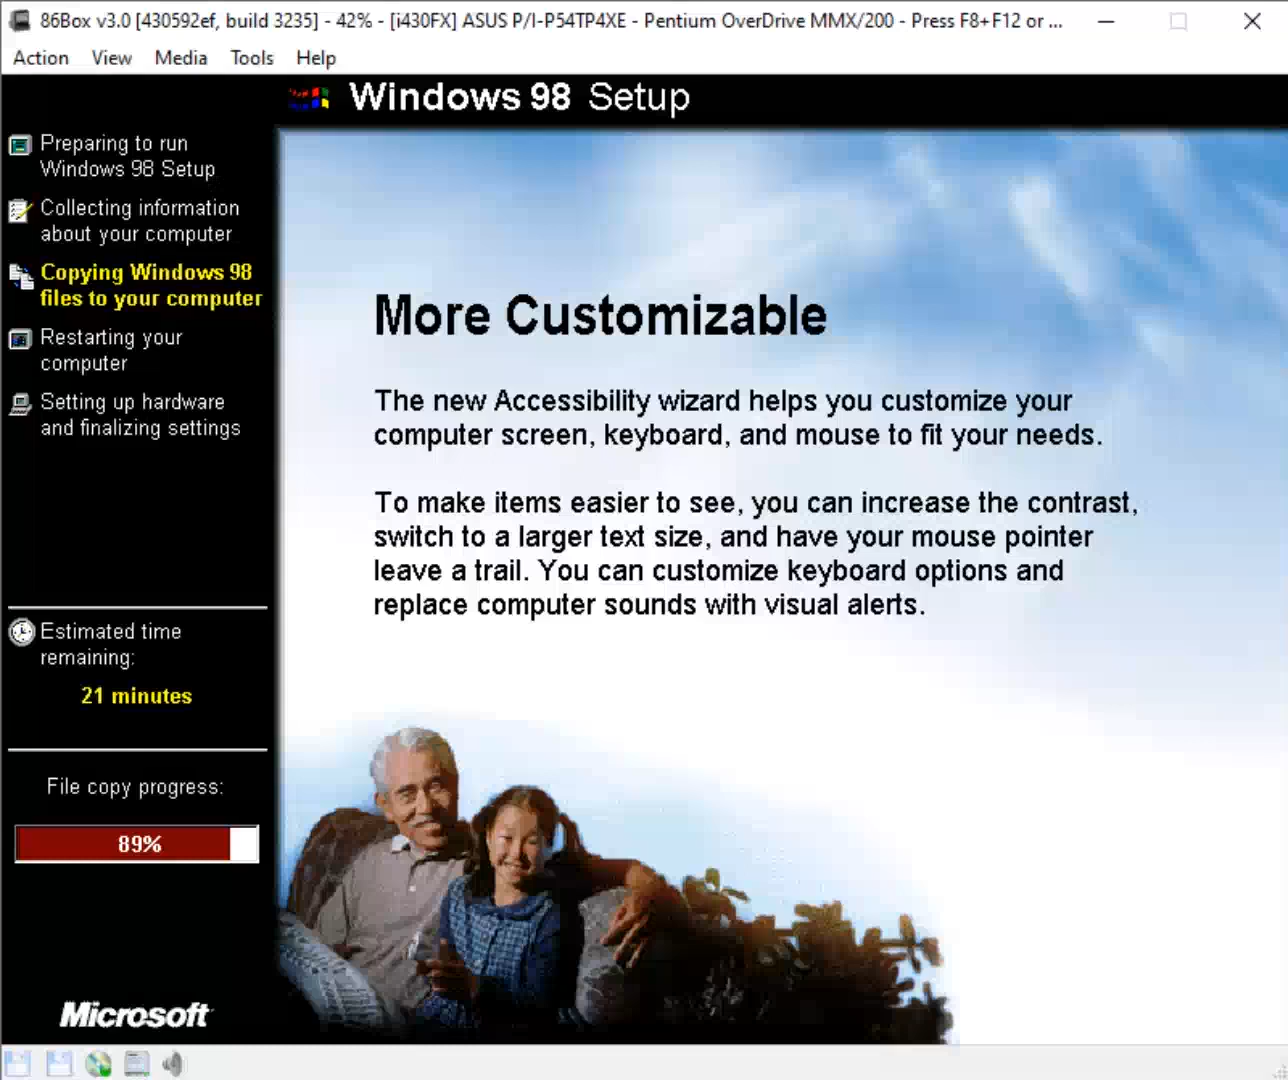 86Box v3.0 [430592ef, build 3235] - 42% - [i430FX] ASUS P/I-P54TP4XE - Pentium OverDrive MMX/200 - Press F8+F12 or ...
Action View Media Tools Help
Windows 98 Setup
Preparing to run
Windows 98 Setup
Collecting information
about your computer
Copying Windows 98
files to your computer
Restarting your
computer
Setting up hardware
and finalizing settings
Estimated time
remaining:
21 minutes
File copy progress:
89%
Microsoft
More Customizable
The new Accessibility wizard helps you customize your
computer screen, keyboard, and mouse to fit your needs.
To make items easier to see, you can increase the contrast,
switch to a larger text size, and have your mouse pointer
leave a trail. You can customize keyboard options and
replace computer sounds with visual alerts.